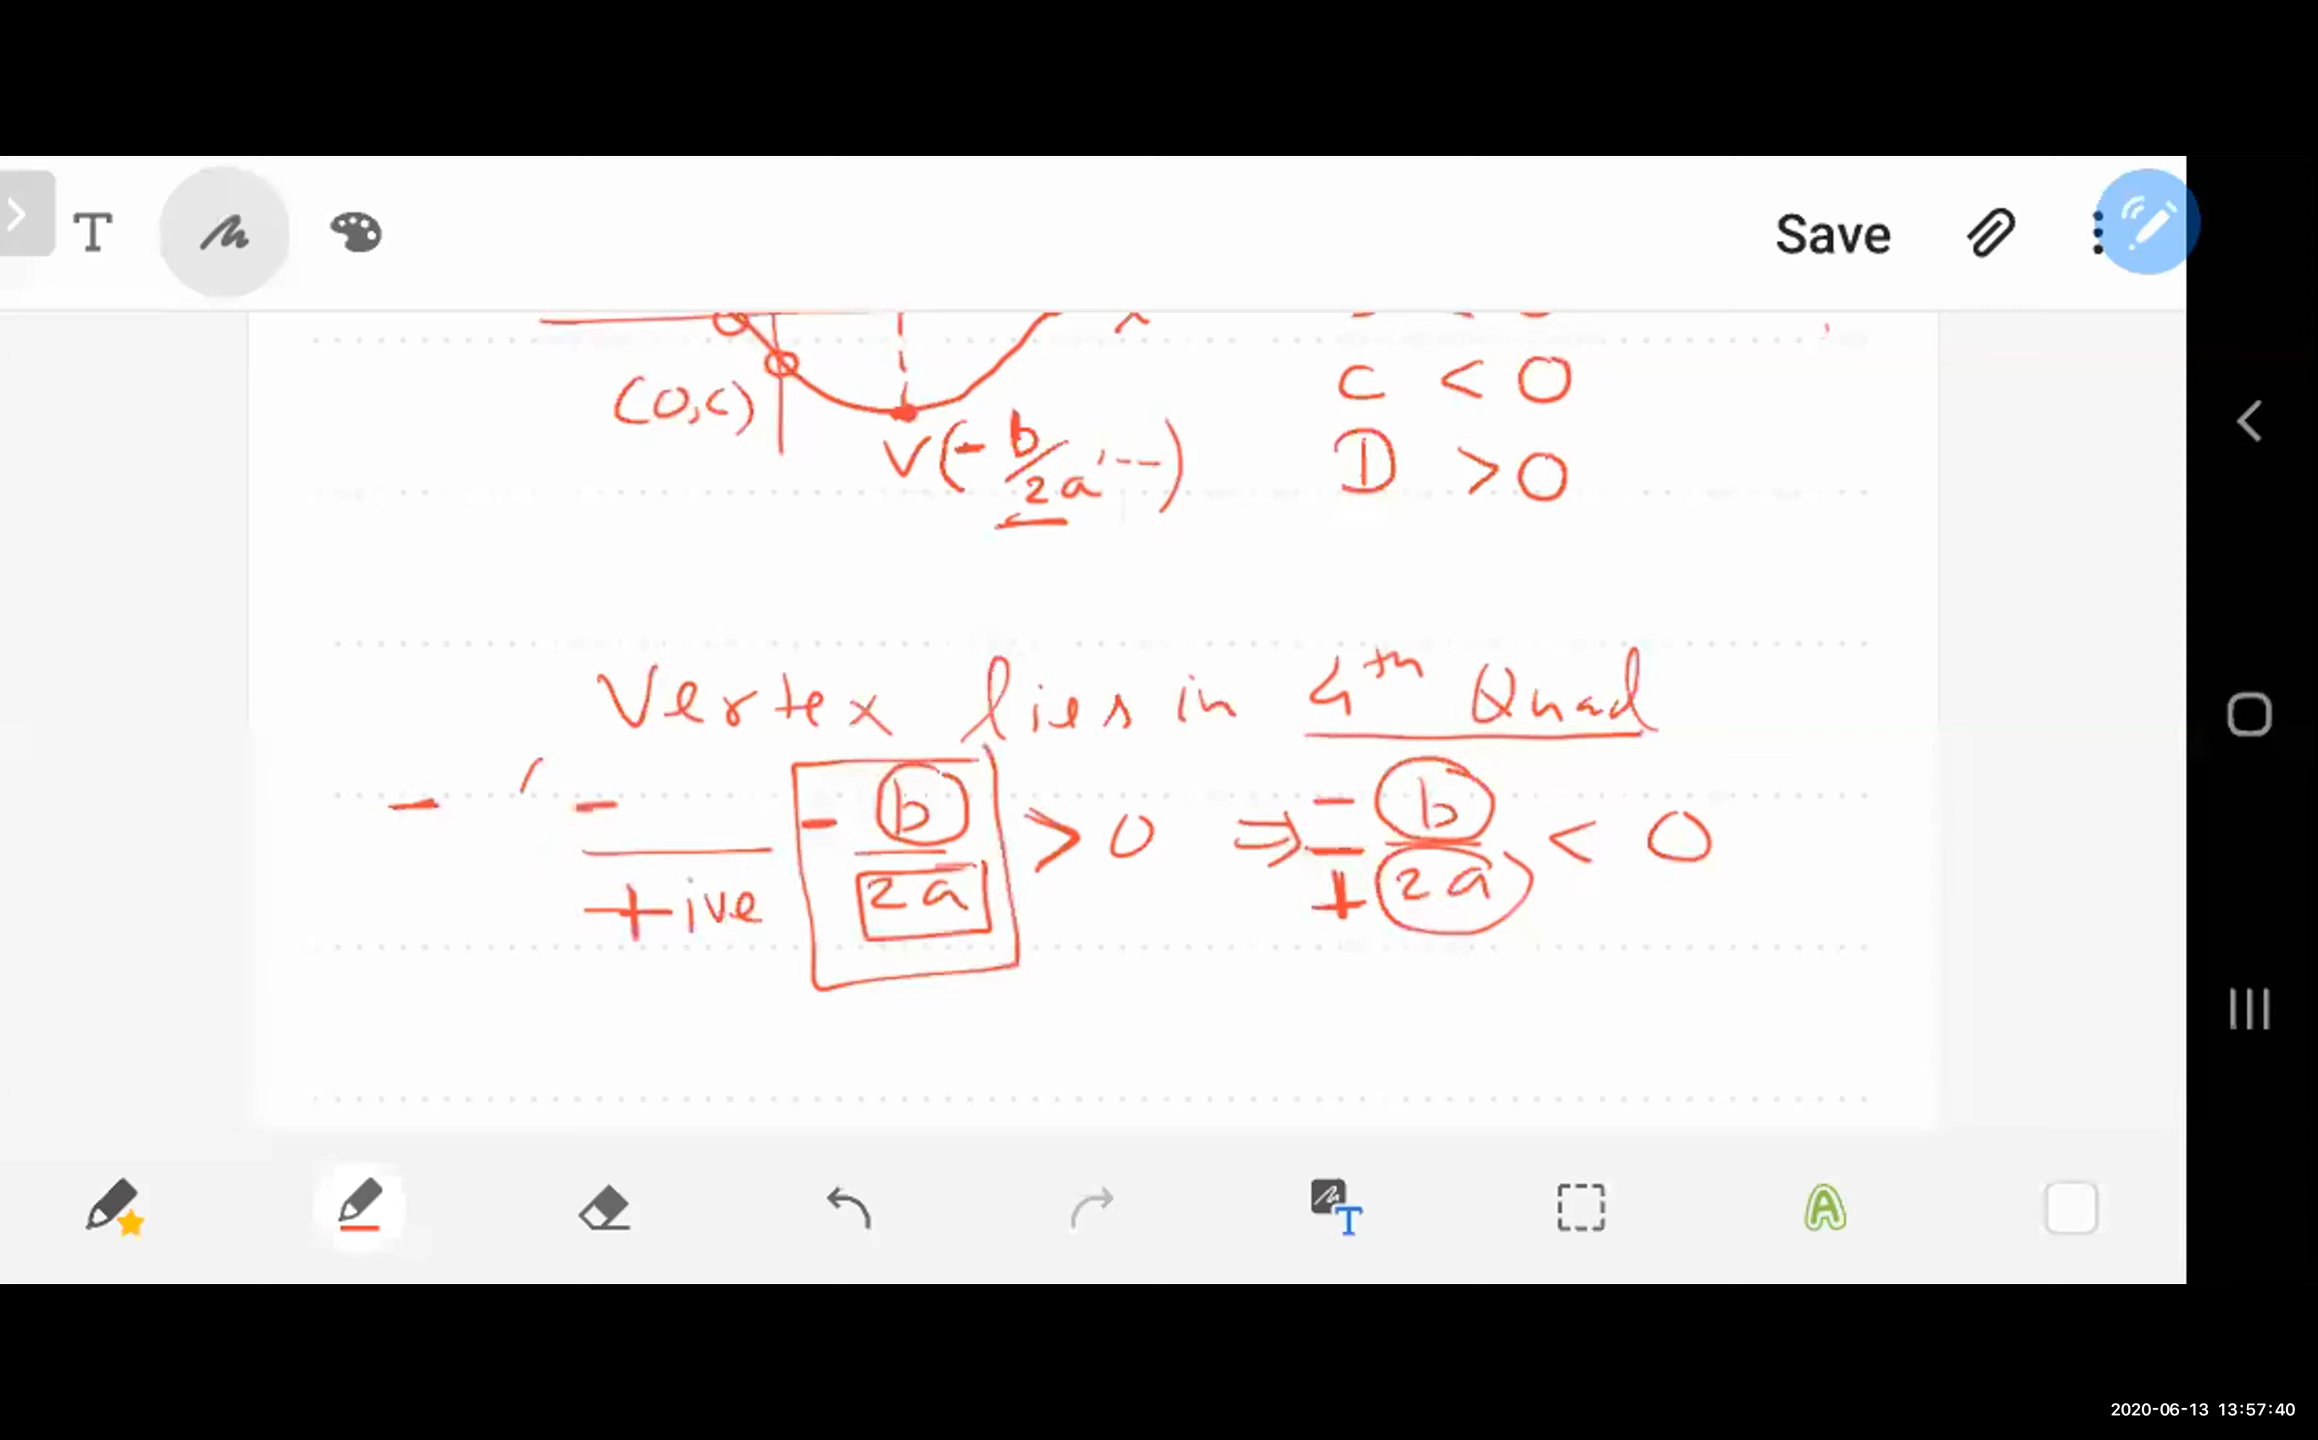 T Save
(0,c) C < 0
V(- b/2a, --) D > 0
Vertex lies in 4th Quad
- - - b > 0 ⇒ - b < 0
+ive 2a + 2a
2020-06-13 13:57:40